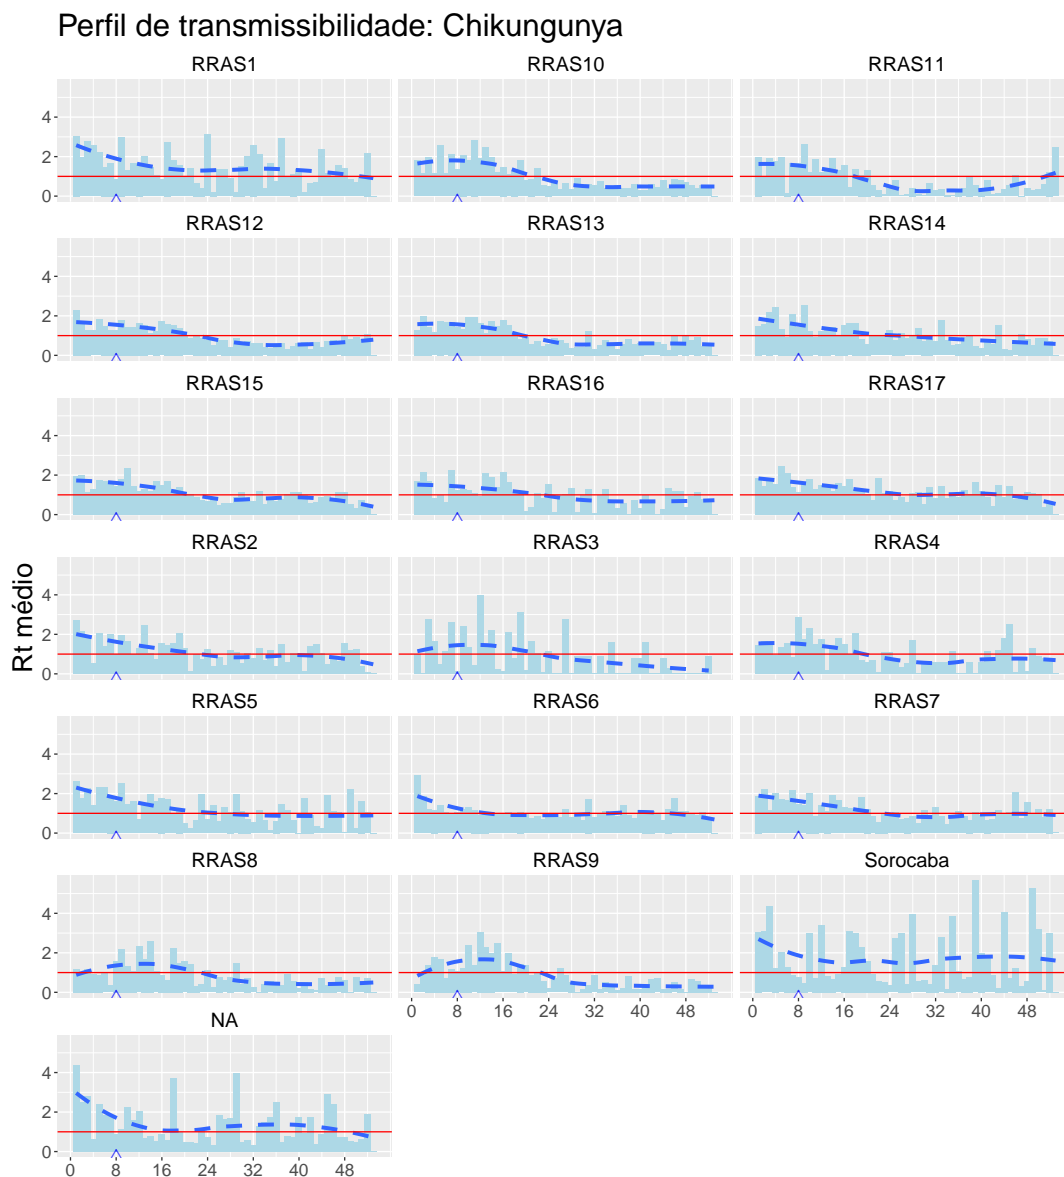 Perfil de transmissibilidade: Chikungunya
RRAS1 RRAS10 RRAS11
4
2
0
RRAS12 RRAS13 RRAS14
4
2
0
RRAS15 RRAS16 RRAS17
4
2
0
RRAS2 RRAS3 RRAS4
4
2
0
Rt médio
RRAS5 RRAS6 RRAS7
4
2
0
RRAS8 RRAS9 Sorocaba
4
2
0
0 8 16 24 32 40 48 0 8 16 24 32 40 48
NA
4
2
0
0 8 16 24 32 40 48